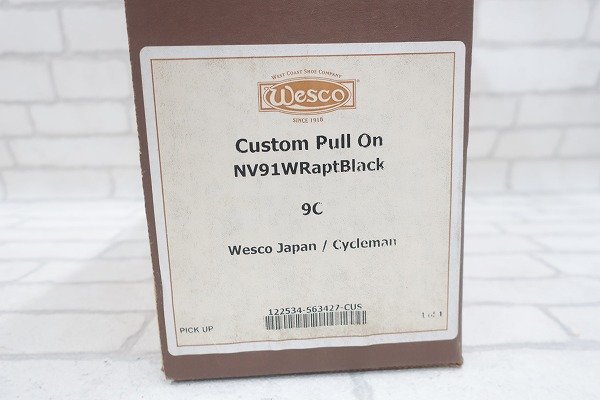 WEST COAST SHOE COMPANY
Wesco
SINCE 1918
Custom Pull On
NV91WRaptBlack
9C
Wesco Japan / Cycleman
122534-563427-CUS
PICK UP
1 of 1